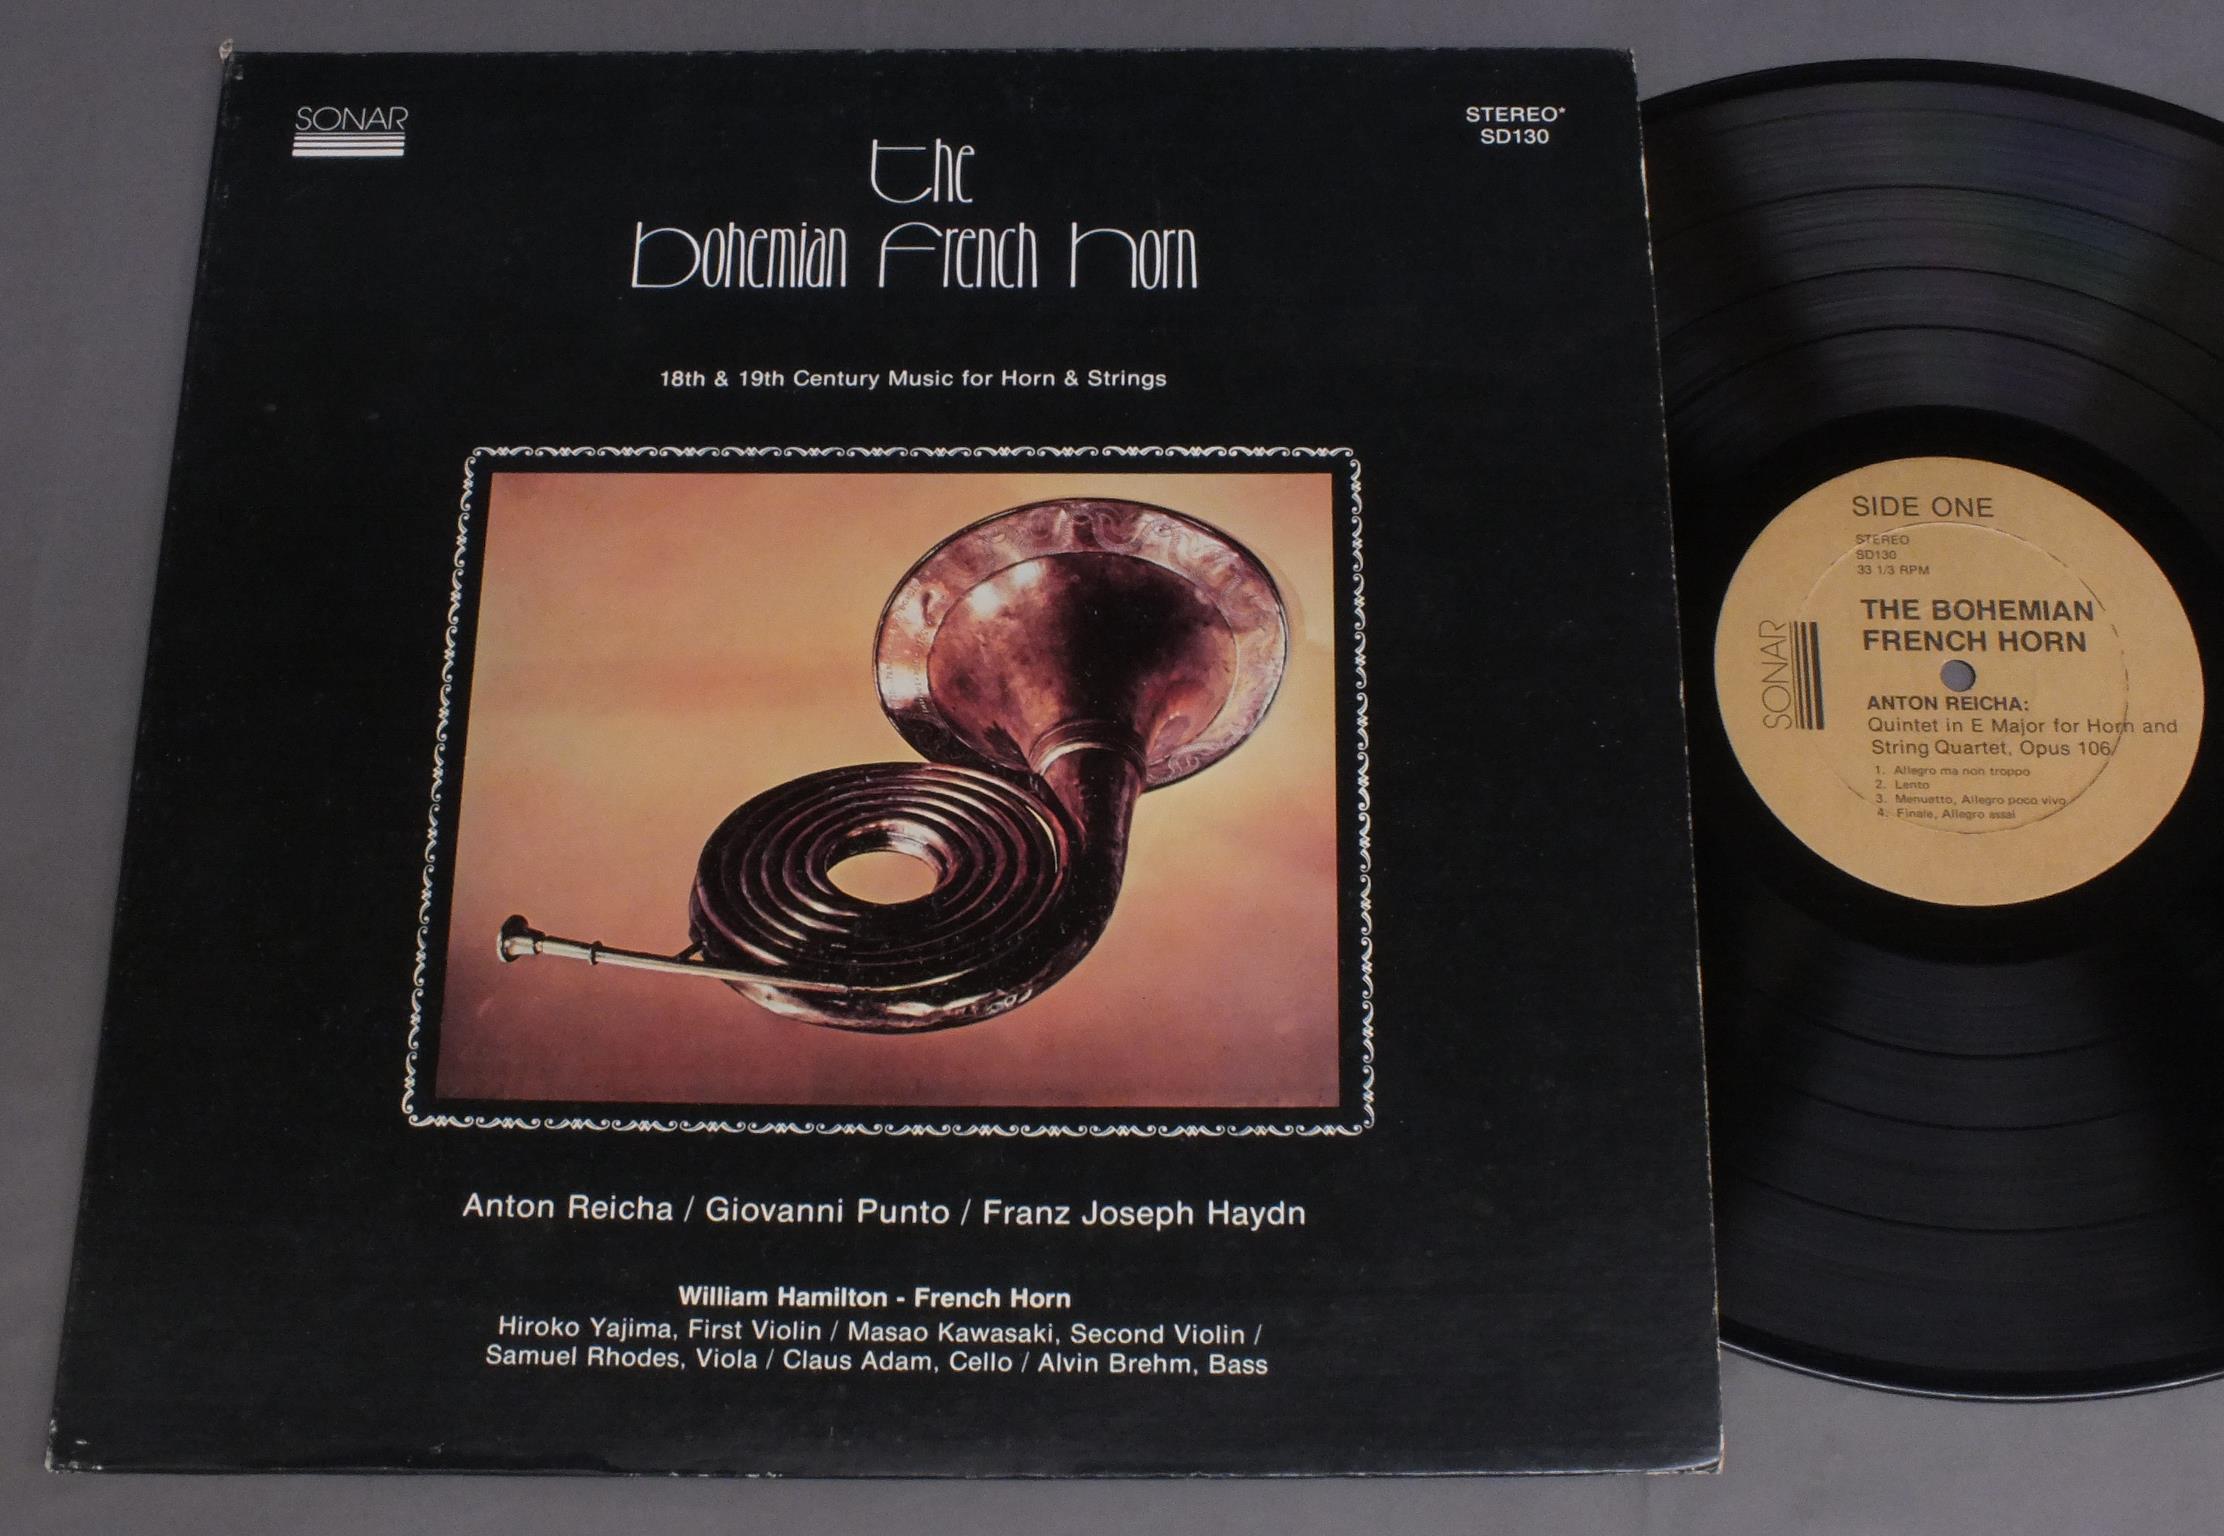 SONAR
STEREO*
SD130
the
bohemian french horn
18th & 19th Century Music for Horn & Strings
Anton Reicha / Giovanni Punto / Franz Joseph Haydn
William Hamilton - French Horn
Hiroko Yajima, First Violin / Masao Kawasaki, Second Violin /
Samuel Rhodes, Viola / Claus Adam, Cello / Alvin Brehm, Bass
SIDE ONE
STEREO
SD130
33 1/3 RPM
THE BOHEMIAN
FRENCH HORN
SONAR
ANTON REICHA:
Quintet in E Major for Horn and
String Quartet, Opus 106
1. Allegro ma non troppo
2. Lento
3. Menuetto, Allegro poco vivo
4. Finale, Allegro assai